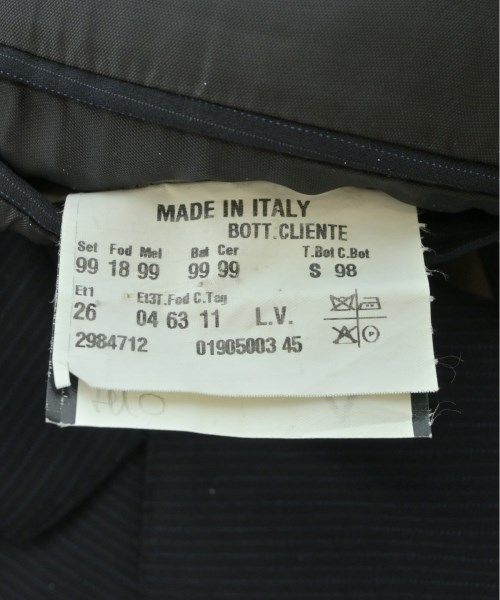 MADE IN ITALY
BOTT.CLIENTE
Set Fod Mel Bat Cer T.Bot C.Bot
99 18 99 99 99 S 98
Et1 Et3T.Fod C.Tag
26 04 63 11 L.V.
2984712 01905003 45